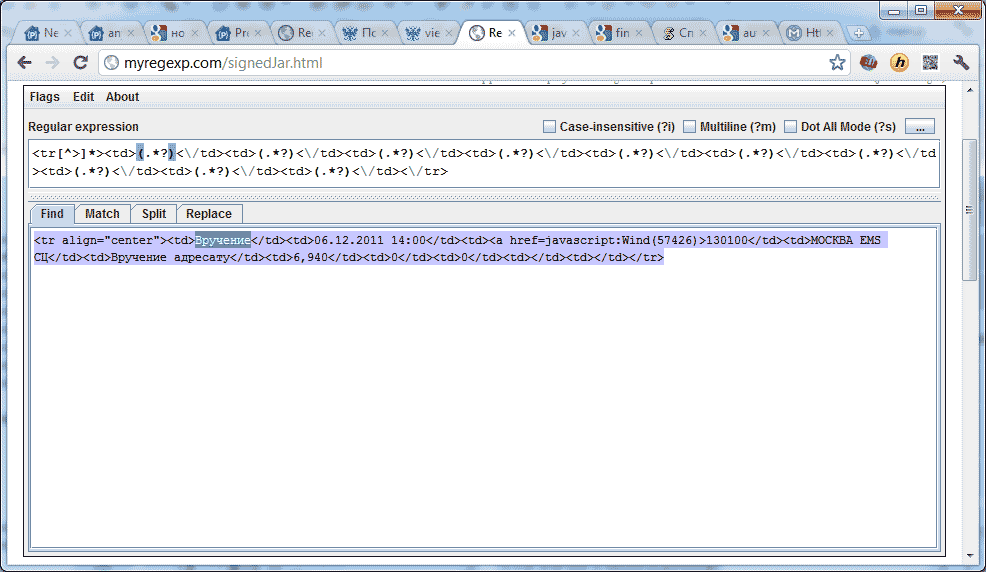 Ne
an
но
Pro
Re
По
vie
Re
jav
fin
Сп
au
myregexp.com/signedJar.html
Flags Edit About
Regular expression Case-insensitive (?i) Multiline (?m) Dot All Mode (?s) ...
<tr[^>]*><td>(.*?)<\/td><td>(.*?)<\/td><td>(.*?)<\/td><td>(.*?)<\/td><td>(.*?)<\/td><td>(.*?)<\/td><td>(.*?)<\/td
><td>(.*?)<\/td><td>(.*?)<\/td><td>(.*?)<\/td><\/tr>
Find Match Split Replace
<tr align="center"><td>Вручение</td><td>06.12.2011 14:00</td><td><a href=javascript:Wind(57426)>130100</td><td>МОСКВА EMS
СЦ</td><td>Вручение адресату</td><td>6,940</td><td>0</td><td>0</td><td></td><td></td></tr>